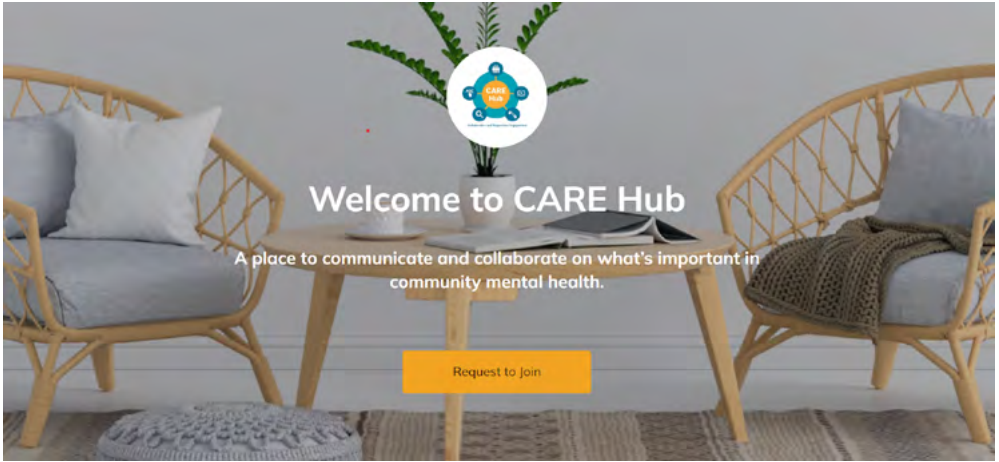 CARE
Hub
Welcome to CARE Hub
A place to communicate and collaborate on what's important in
community mental health.
Request to Join